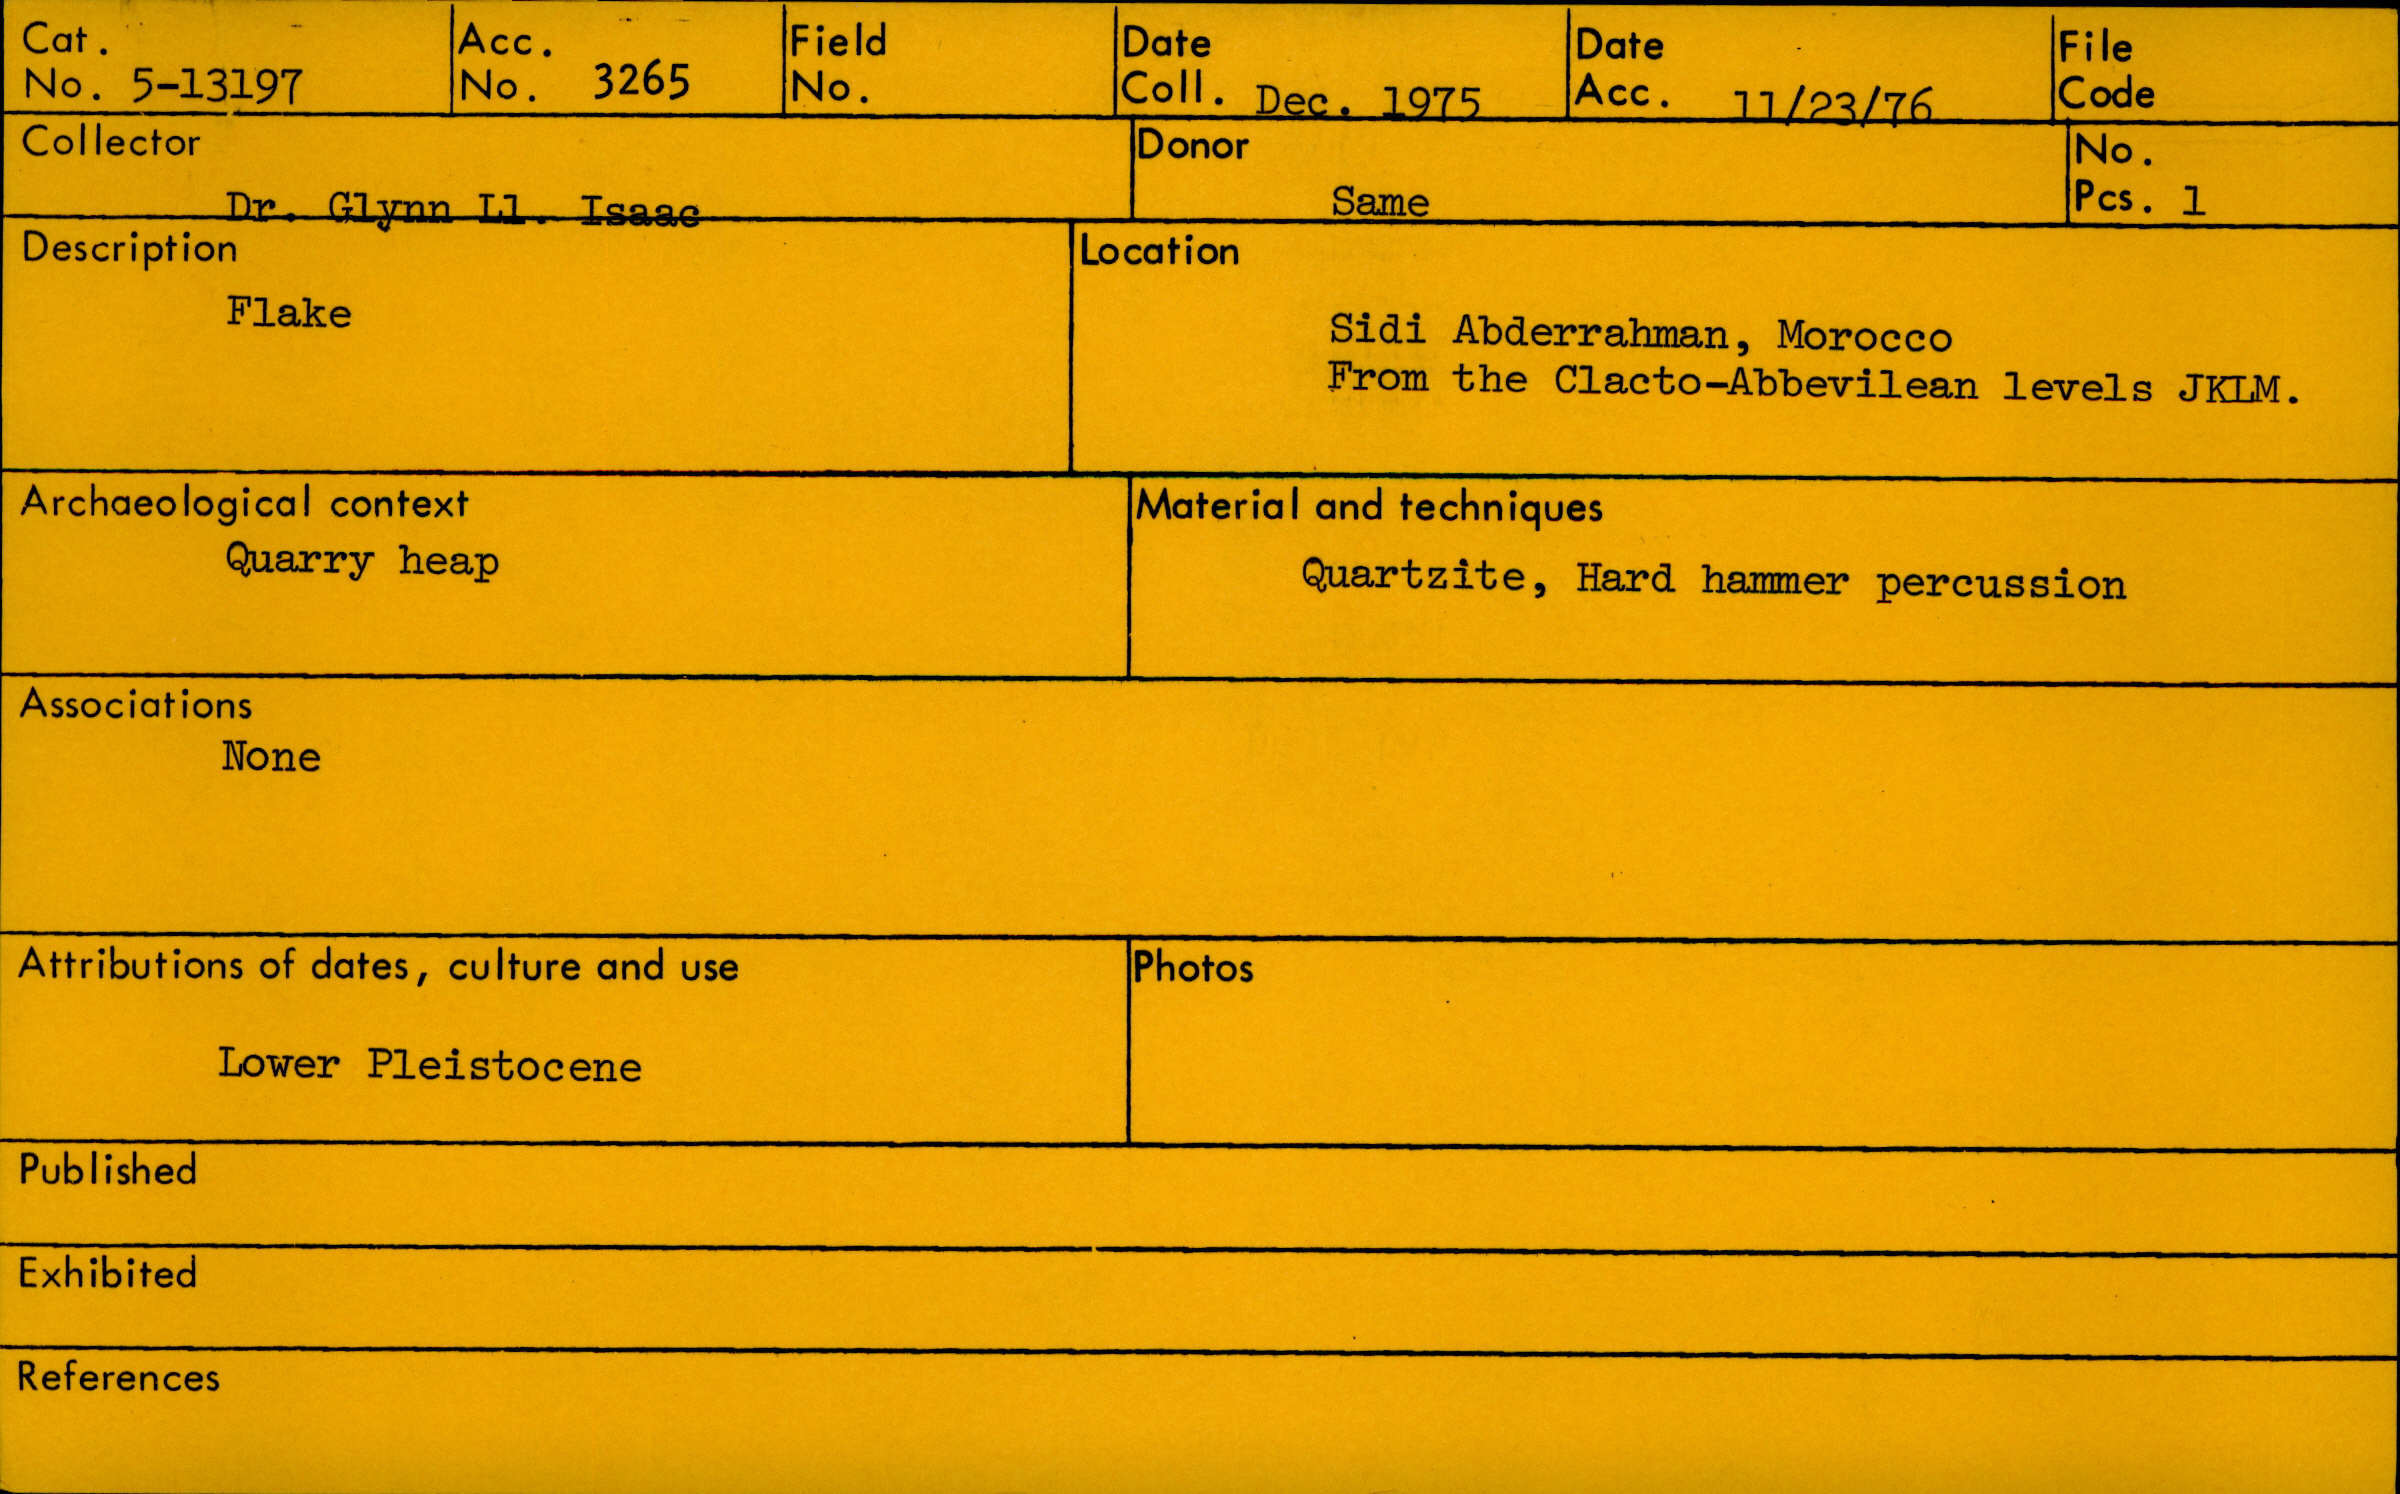 Cat. No. 5-13197
Acc. No. 3265
Field No.
Date Coll. Dec. 1975
Date Acc. 11/23/76
File Code
Collector
Dr. Glynn Ll. Isaac
Donor
Same
No. Pcs. 1
Description
Flake
Location
Sidi Abderrahman, Morocco
From the Clacto-Abbevilean levels JKLM.
Archaeological context
Quarry heap
Material and techniques
Quartzite, Hard hammer percussion
Associations
None
Attributions of dates, culture and use
Lower Pleistocene
Photos
Published
Exhibited
References